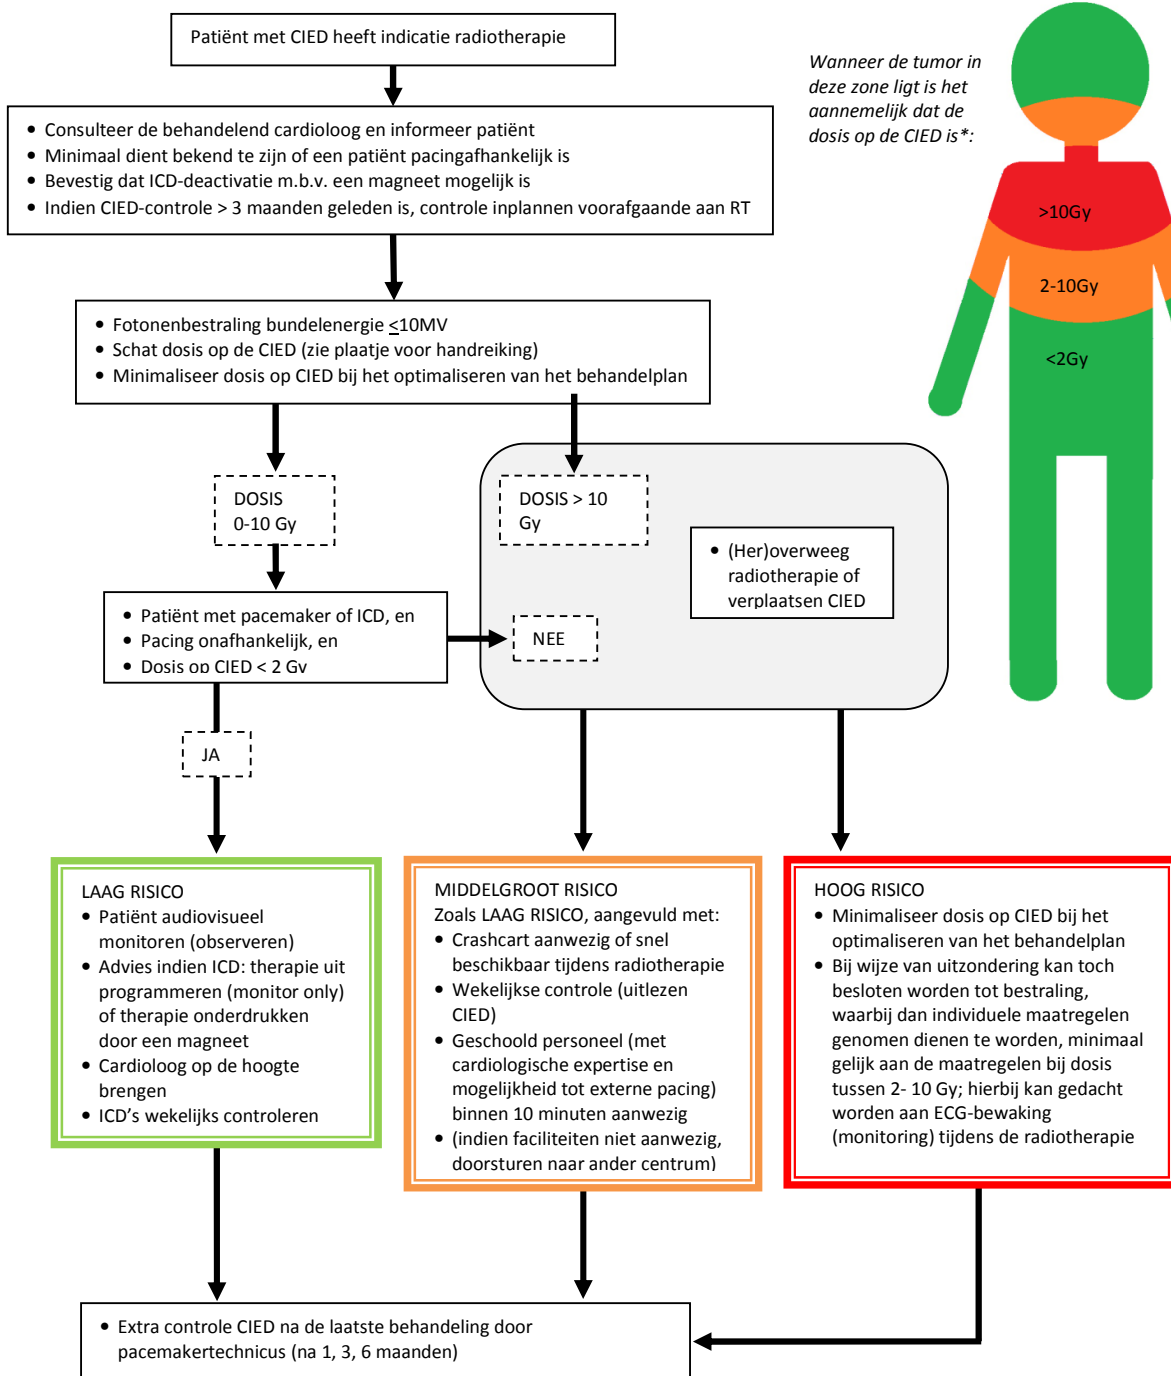 Patiënt met CIED heeft indicatie radiotherapie
Wanneer de tumor in
deze zone ligt is het
aannemelijk dat de
dosis op de CIED is*:
• Consulteer de behandelend cardioloog en informeer patiënt
• Minimaal dient bekend te zijn of een patiënt pacingafhankelijk is
• Bevestig dat ICD-deactivatie m.b.v. een magneet mogelijk is
• Indien CIED-controle > 3 maanden geleden is, controle inplannen voorafgaande aan RT
>10Gy
2-10Gy
<2Gy
• Fotonenbestraling bundelenergie ≤10MV
• Schat dosis op de CIED (zie plaatje voor handreiking)
• Minimaliseer dosis op CIED bij het optimaliseren van het behandelplan
DOSIS
0-10 Gy
DOSIS > 10
Gy
• (Her)overweeg
radiotherapie of
verplaatsen CIED
• Patiënt met pacemaker of ICD, en
• Pacing onafhankelijk, en
• Dosis op CIED < 2 Gy
NEE
JA
LAAG RISICO
• Patiënt audiovisueel
monitoren (observeren)
• Advies indien ICD: therapie uit
programmeren (monitor only)
of therapie onderdrukken
door een magneet
• Cardioloog op de hoogte
brengen
• ICD's wekelijks controleren
MIDDELGROOT RISICO
Zoals LAAG RISICO, aangevuld met:
• Crashcart aanwezig of snel
beschikbaar tijdens radiotherapie
• Wekelijkse controle (uitlezen
CIED)
• Geschoold personeel (met
cardiologische expertise en
mogelijkheid tot externe pacing)
binnen 10 minuten aanwezig
• (indien faciliteiten niet aanwezig,
doorsturen naar ander centrum)
HOOG RISICO
• Minimaliseer dosis op CIED bij het
optimaliseren van het behandelplan
• Bij wijze van uitzondering kan toch
besloten worden tot bestraling,
waarbij dan individuele maatregelen
genomen dienen te worden, minimaal
gelijk aan de maatregelen bij dosis
tussen 2- 10 Gy; hierbij kan gedacht
worden aan ECG-bewaking
(monitoring) tijdens de radiotherapie
• Extra controle CIED na de laatste behandeling door
pacemakertechnicus (na 1, 3, 6 maanden)